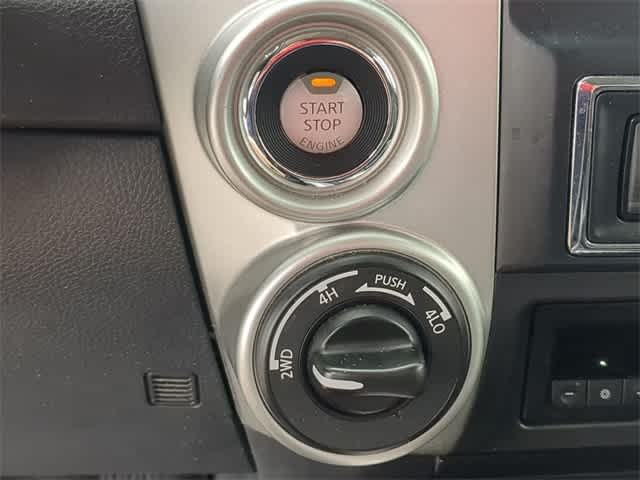 START
STOP
ENGINE
PUSH
4H
4LO
2WD